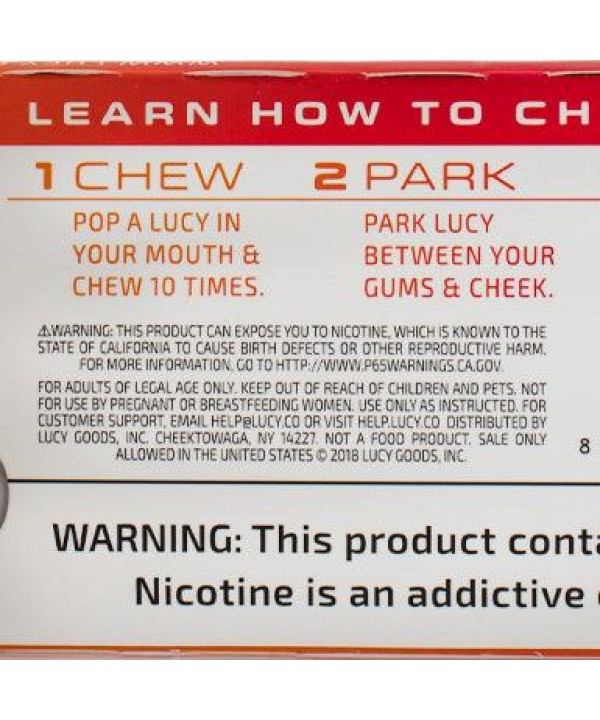 LEARN HOW TO CH
1 CHEW 2 PARK
POP A LUCY IN
YOUR MOUTH &
CHEW 10 TIMES.
PARK LUCY
BETWEEN YOUR
GUMS & CHEEK.
⚠WARNING: THIS PRODUCT CAN EXPOSE YOU TO NICOTINE, WHICH IS KNOWN TO THE
STATE OF CALIFORNIA TO CAUSE BIRTH DEFECTS OR OTHER REPRODUCTIVE HARM.
FOR MORE INFORMATION, GO TO HTTP://WWW.P65WARNINGS.CA.GOV.
FOR ADULTS OF LEGAL AGE ONLY. KEEP OUT OF REACH OF CHILDREN AND PETS. NOT
FOR USE BY PREGNANT OR BREASTFEEDING WOMEN. USE ONLY AS INSTRUCTED. FOR
CUSTOMER SUPPORT, EMAIL HELP@LUCY.CO OR VISIT HELP.LUCY.CO DISTRIBUTED BY
LUCY GOODS, INC. CHEEKTOWAGA, NY 14227. NOT A FOOD PRODUCT. SALE ONLY
ALLOWED IN THE UNITED STATES © 2018 LUCY GOODS, INC.
8
WARNING: This product conta
Nicotine is an addictive